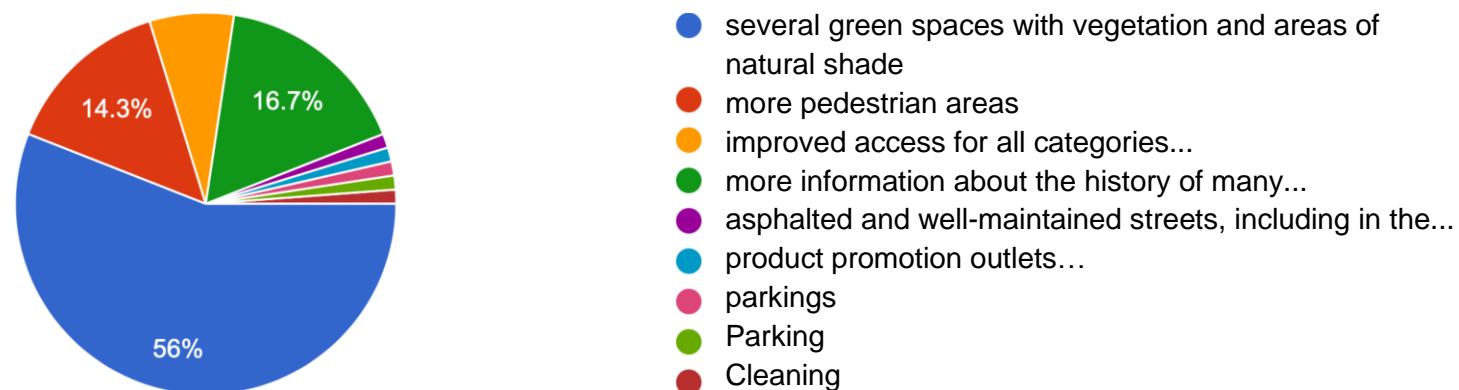 14.3%
16.7%
56%
several green spaces with vegetation and areas of
natural shade
more pedestrian areas
improved access for all categories...
more information about the history of many...
asphalted and well-maintained streets, including in the...
product promotion outlets…
parkings
Parking
Cleaning